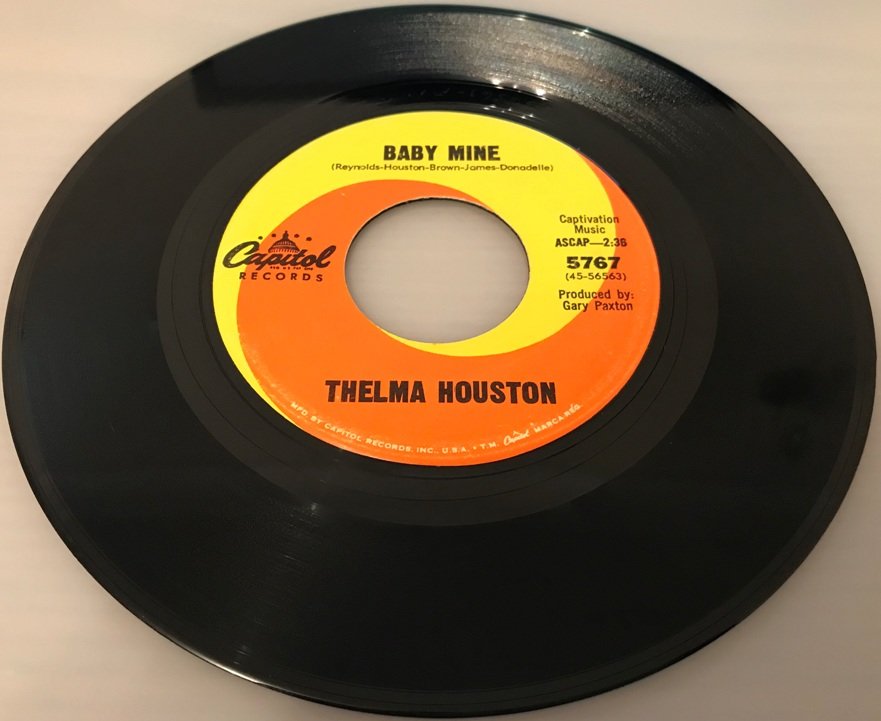 BABY MINE
(Reynolds-Houston-Brown-James-Donadelle)
Captivation
Music
ASCAP—2:36
5767
(45-56563)
Produced by:
Gary Paxton
Capitol
RECORDS
THELMA HOUSTON
MFD. BY CAPITOL RECORDS, INC., U.S.A. • T.M. Capitol MARCA REG.